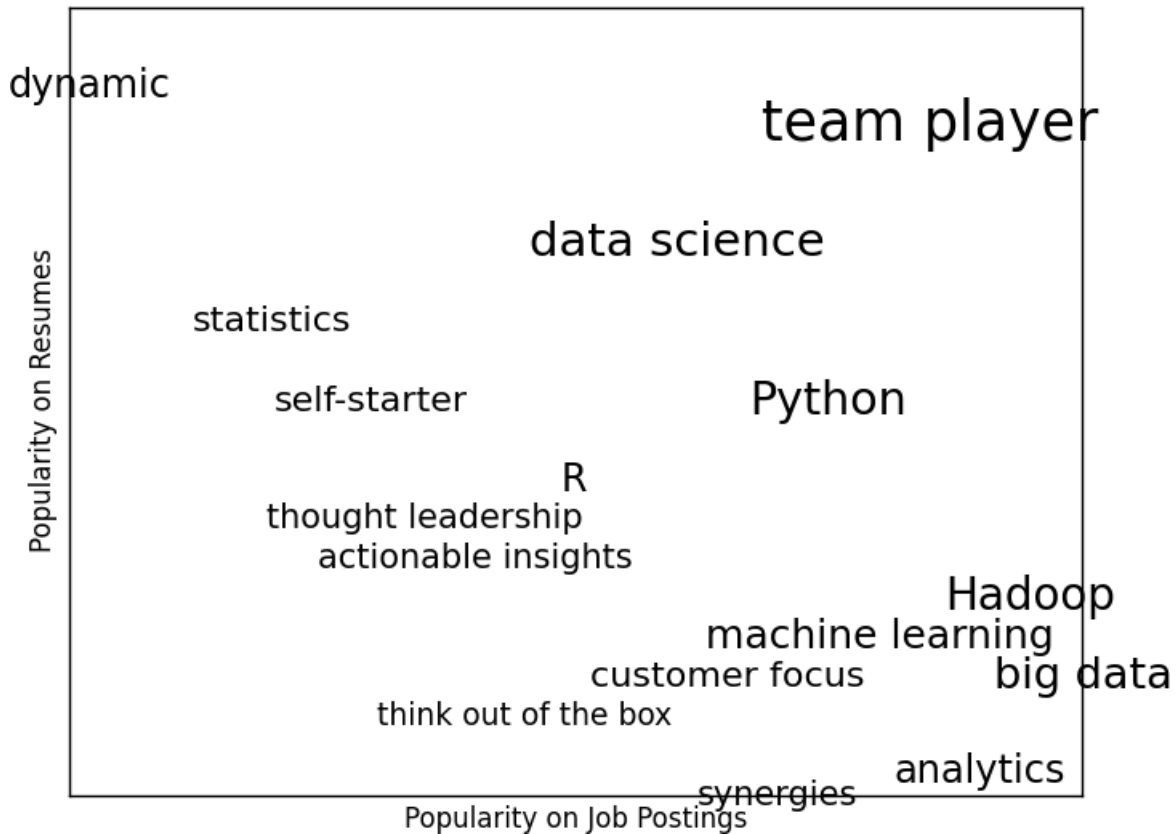 dynamic
team player
data science
statistics
self-starter
Python
R
thought leadership
actionable insights
Hadoop
machine learning
customer focus
big data
think out of the box
analytics
synergies
Popularity on Resumes
Popularity on Job Postings